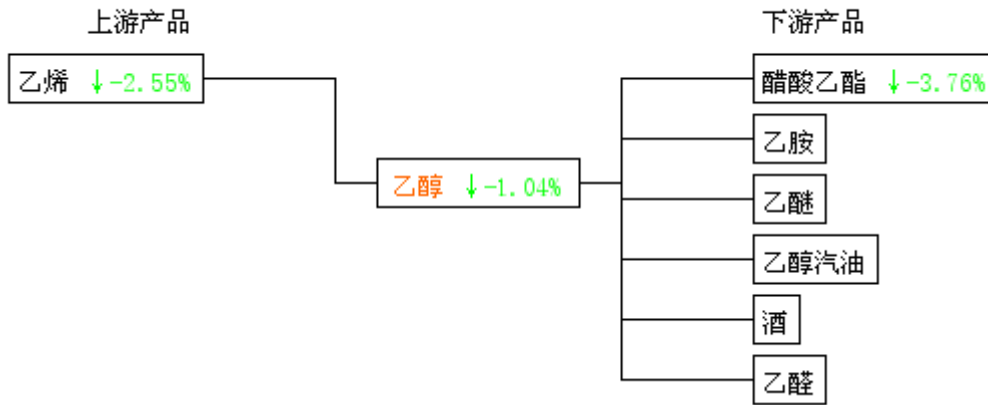 上游产品
下游产品
乙烯 ↓-2.55%
醋酸乙酯 ↓-3.76%
乙胺
乙醇 ↓-1.04%
乙醚
乙醇汽油
酒
乙醛